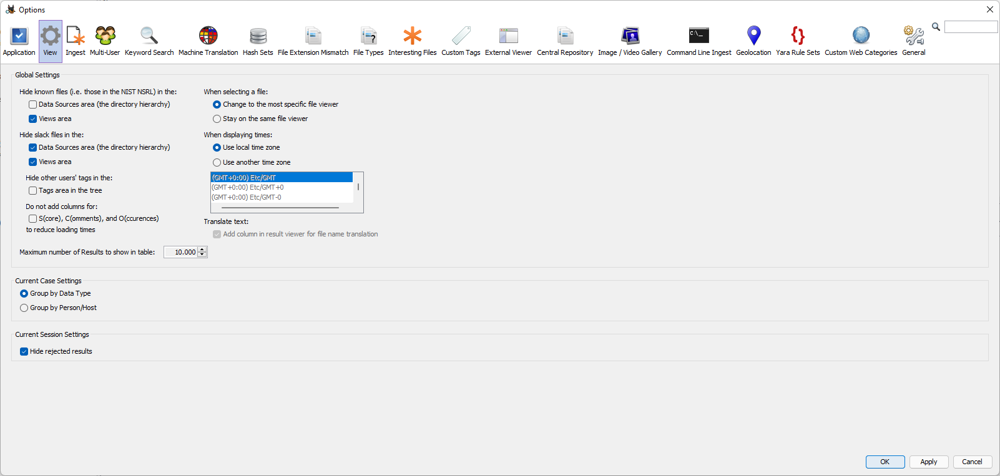 Options
Application
View
Ingest
Multi-User
Keyword Search
Machine Translation
Hash Sets
File Extension Mismatch
File Types
Interesting Files
Custom Tags
External Viewer
Central Repository
Image / Video Gallery
Command Line Ingest
Geolocation
Yara Rule Sets
Custom Web Categories
General
Global Settings
Hide known files (i.e. those in the NIST NSRL) in the:
Data Sources area (the directory hierarchy)
Views area
Hide slack files in the:
Data Sources area (the directory hierarchy)
Views area
Hide other users' tags in the:
Tags area in the tree
Do not add columns for:
S(core), C(omments), and O(ccurences)
to reduce loading times
Maximum number of Results to show in table: 10.000
When selecting a file:
Change to the most specific file viewer
Stay on the same file viewer
When displaying times:
Use local time zone
Use another time zone
(GMT+0:00) Etc/GMT
(GMT+0:00) Etc/GMT+0
(GMT+0:00) Etc/GMT-0
Translate text:
Add column in result viewer for file name translation
Current Case Settings
Group by Data Type
Group by Person/Host
Current Session Settings
Hide rejected results
OK
Apply
Cancel